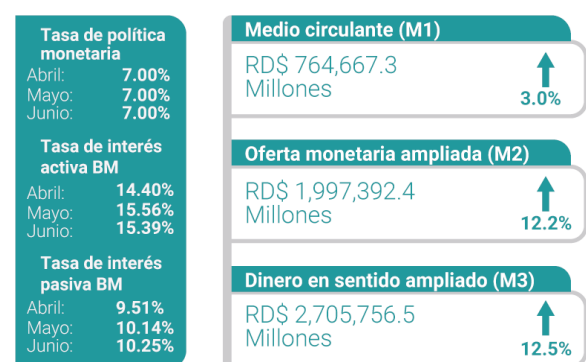 Tasa de política
monetaria
Abril: 7.00%
Mayo: 7.00%
Junio: 7.00%
Tasa de interés
activa BM
Abril: 14.40%
Mayo: 15.56%
Junio: 15.39%
Tasa de interés
pasiva BM
Abril: 9.51%
Mayo: 10.14%
Junio: 10.25%
Medio circulante (M1)
RD$ 764,667.3
Millones
3.0%
Oferta monetaria ampliada (M2)
RD$ 1,997,392.4
Millones
12.2%
Dinero en sentido ampliado (M3)
RD$ 2,705,756.5
Millones
12.5%